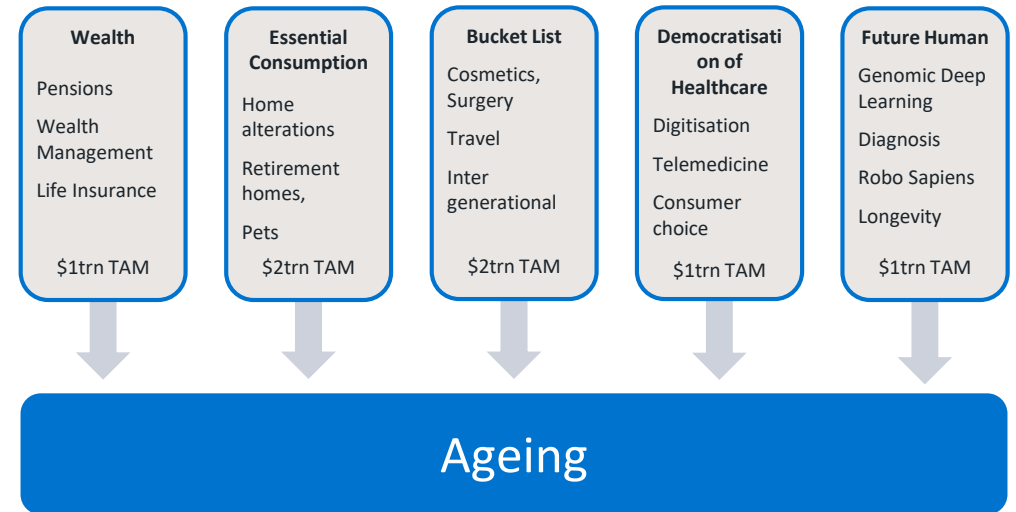 Wealth
Pensions
Wealth
Management
Life Insurance
$1trn TAM
Essential
Consumption
Home
alterations
Retirement
homes,
Pets
$2trn TAM
Bucket List
Cosmetics,
Surgery
Travel
Inter
generational
$2trn TAM
Democratisati
on of
Healthcare
Digitisation
Telemedicine
Consumer
choice
$1trn TAM
Future Human
Genomic Deep
Learning
Diagnosis
Robo Sapiens
Longevity
$1trn TAM
Ageing